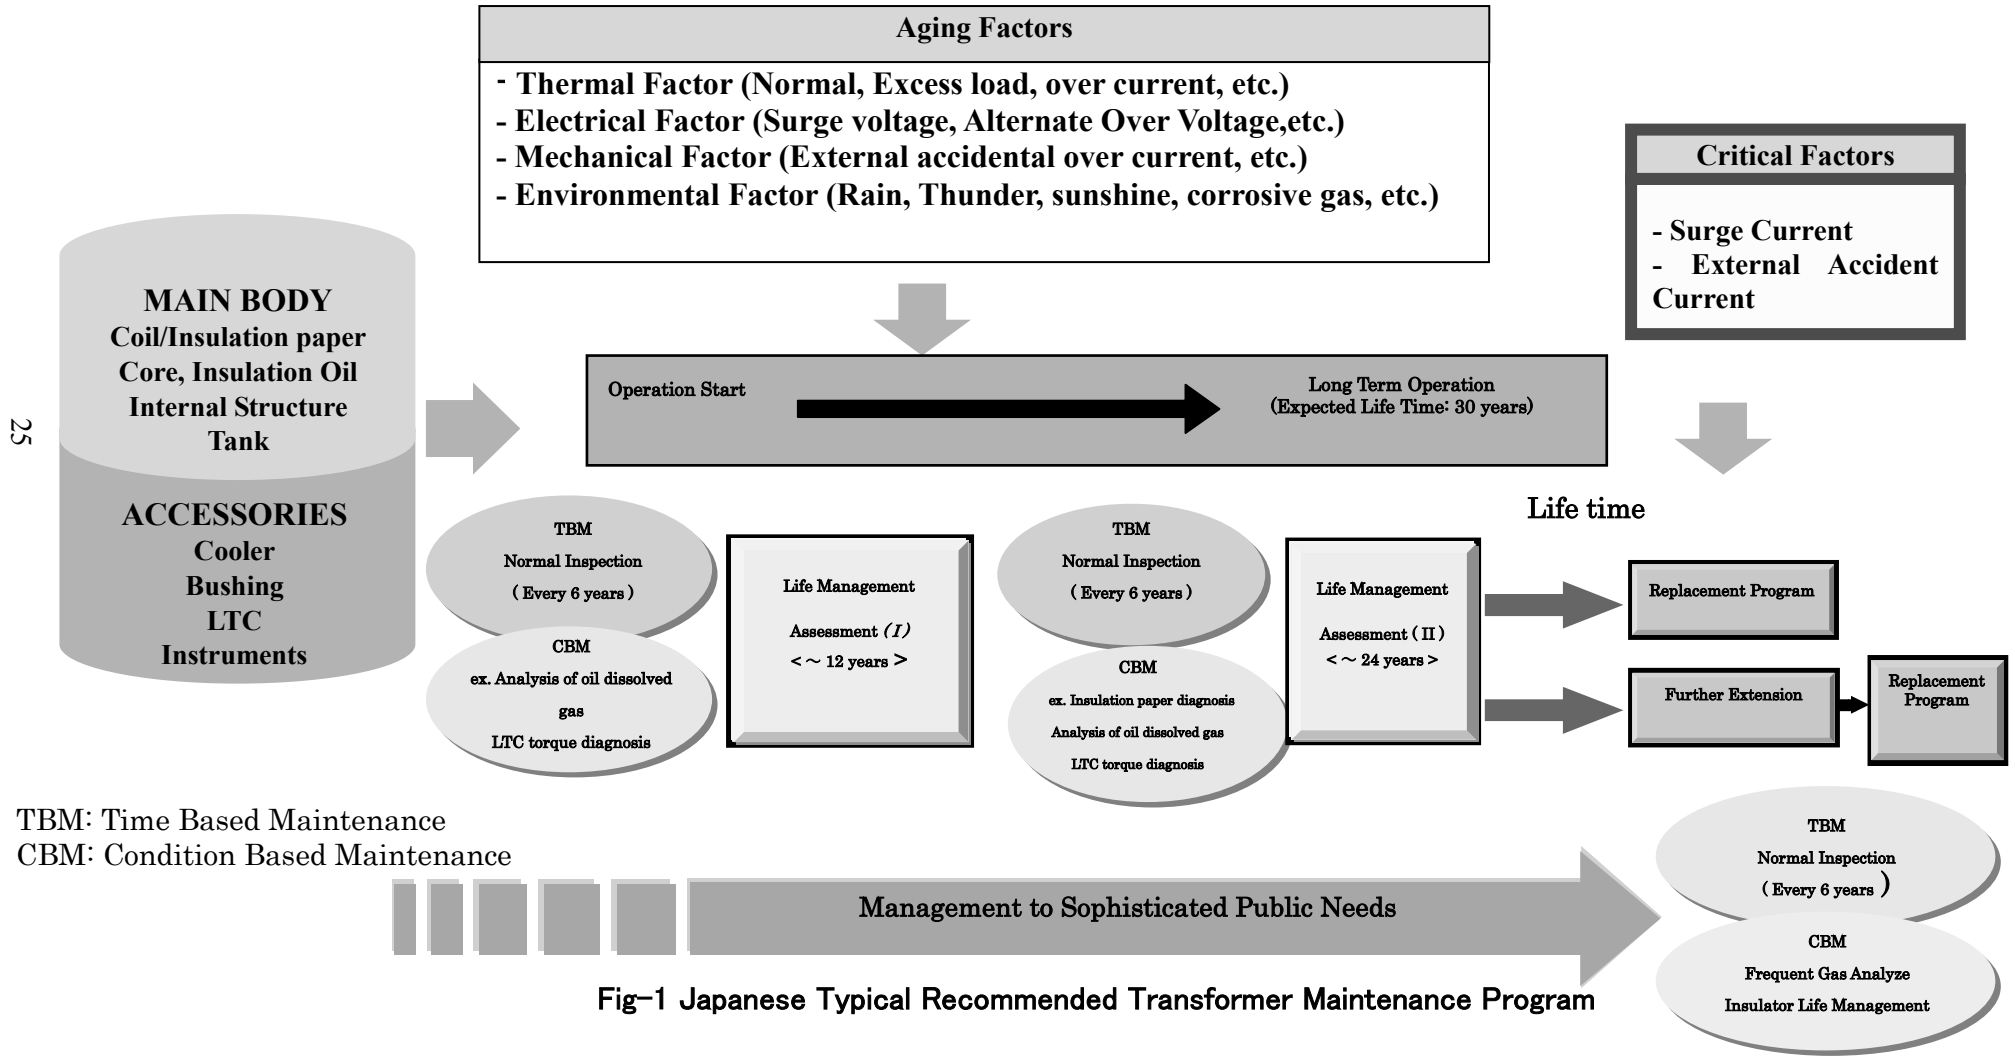 Aging Factors
- Thermal Factor (Normal, Excess load, over current, etc.)
- Electrical Factor (Surge voltage, Alternate Over Voltage,etc.)
- Mechanical Factor (External accidental over current, etc.)
- Environmental Factor (Rain, Thunder, sunshine, corrosive gas, etc.)
Critical Factors
- Surge Current
- External Accident
Current
MAIN BODY
Coil/Insulation paper
Core, Insulation Oil
Internal Structure
Tank
ACCESSORIES
Cooler
Bushing
LTC
Instruments
25
Operation Start
Long Term Operation
(Expected Life Time: 30 years)
Life time
TBM
Normal Inspection
( Every 6 years )
CBM
ex. Analysis of oil dissolved
gas
LTC torque diagnosis
Life Management
Assessment (I)
< ~ 12 years >
TBM
Normal Inspection
( Every 6 years )
CBM
ex. Insulation paper diagnosis
Analysis of oil dissolved gas
LTC torque diagnosis
Life Management
Assessment ( II )
< ~ 24 years >
Replacement Program
Further Extension
Replacement
Program
TBM: Time Based Maintenance
CBM: Condition Based Maintenance
Management to Sophisticated Public Needs
TBM
Normal Inspection
( Every 6 years )
CBM
Frequent Gas Analyze
Insulator Life Management
Fig-1 Japanese Typical Recommended Transformer Maintenance Program